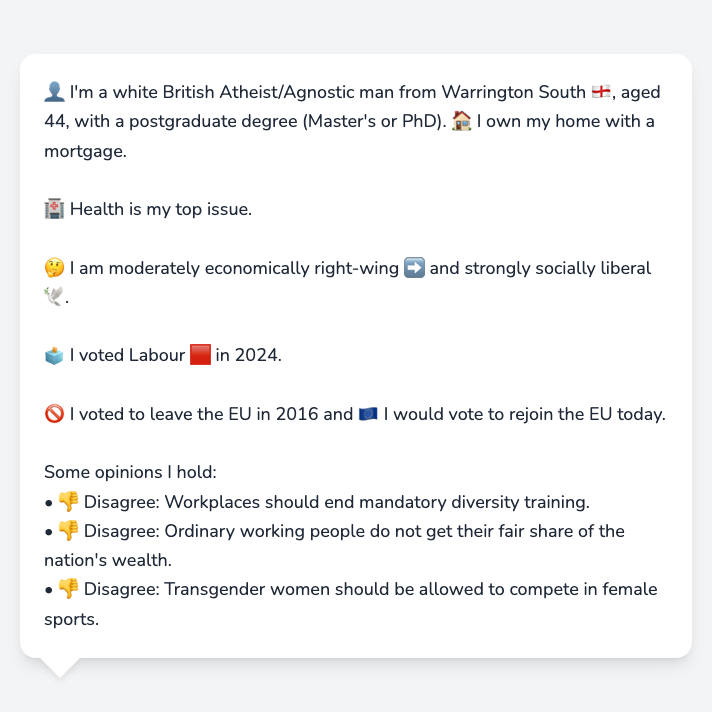 👤 I'm a white British Atheist/Agnostic man from Warrington South 🏴󠁧󠁢󠁥󠁮󠁧󠁿, aged
44, with a postgraduate degree (Master's or PhD). 🏠 I own my home with a
mortgage.
🏥 Health is my top issue.
🤔 I am moderately economically right-wing ➡️ and strongly socially liberal
🕊️.
🗳️ I voted Labour 🟥 in 2024.
🚫 I voted to leave the EU in 2016 and 🇪🇺 I would vote to rejoin the EU today.
Some opinions I hold:
• 👎 Disagree: Workplaces should end mandatory diversity training.
• 👎 Disagree: Ordinary working people do not get their fair share of the
nation's wealth.
• 👎 Disagree: Transgender women should be allowed to compete in female
sports.